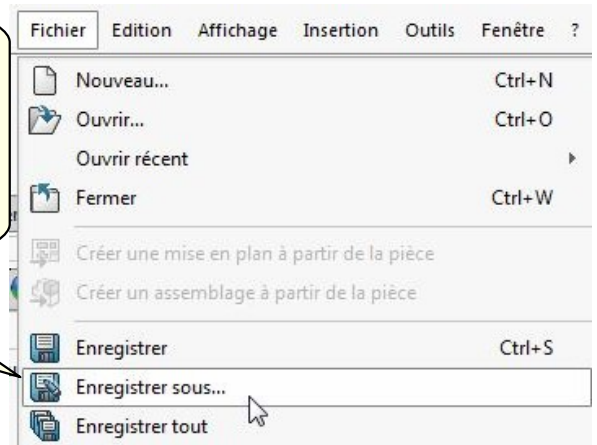 Fichier Edition Affichage Insertion Outils Fenêtre ?
Nouveau... Ctrl+N
Ouvrir... Ctrl+O
Ouvrir récent
Fermer Ctrl+W
Créer une mise en plan à partir de la pièce
Créer un assemblage à partir de la pièce
Enregistrer Ctrl+S
Enregistrer sous...
Enregistrer tout